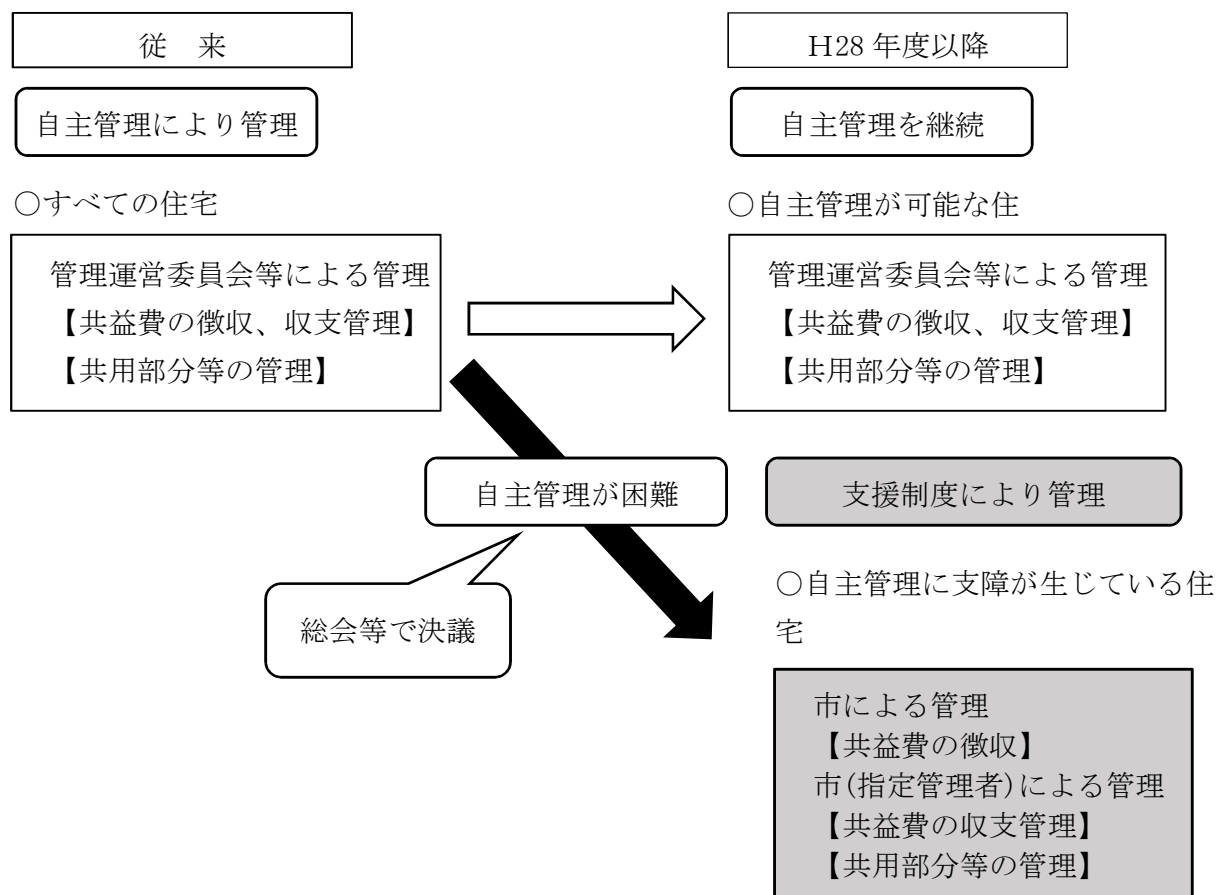 従　来
H28 年度以降
自主管理により管理
自主管理を継続
○すべての住宅
○自主管理が可能な住
管理運営委員会等による管理
【共益費の徴収、収支管理】
【共用部分等の管理】
管理運営委員会等による管理
【共益費の徴収、収支管理】
【共用部分等の管理】
自主管理が困難
支援制度により管理
総会等で決議
○自主管理に支障が生じている住
宅
市による管理
【共益費の徴収】
市(指定管理者)による管理
【共益費の収支管理】
【共用部分等の管理】